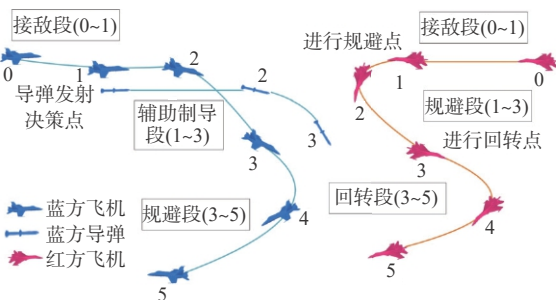 接敌段(0~1)
0
1
2
导弹发射
决策点
辅助制导
段(1~3)
2
3
3
4
规避段(3~5)
5
蓝方飞机
蓝方导弹
红方飞机
进行规避点
接敌段(0~1)
0
1
2
规避段(1~3)
进行回转点
3
回转段(3~5)
4
5